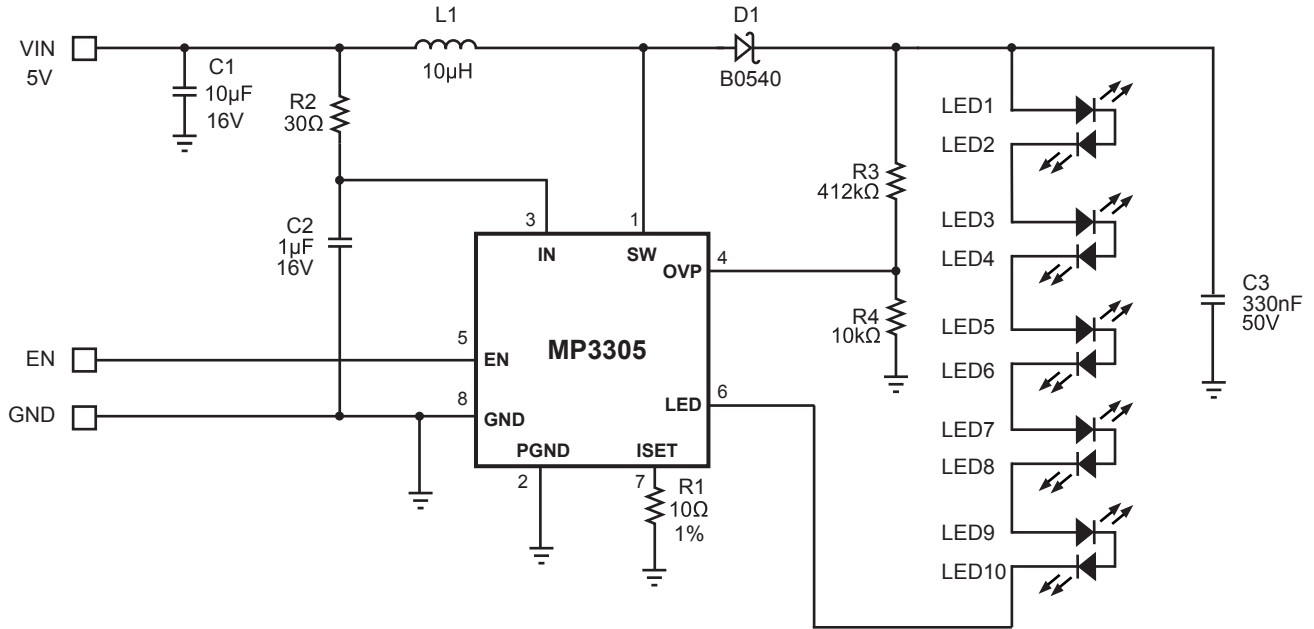 L1
D1
VIN
5V
C1
10µF
16V
10µH
B0540
R2
30Ω
LED1
LED2
R3
412kΩ
C2
1µF
16V
3
1
IN
SW
OVP
4
LED3
LED4
C3
330nF
50V
R4
10kΩ
LED5
LED6
MP3305
EN
5
EN
GND
8
GND
LED
6
LED7
LED8
PGND
ISET
2
7
R1
10Ω
1%
LED9
LED10